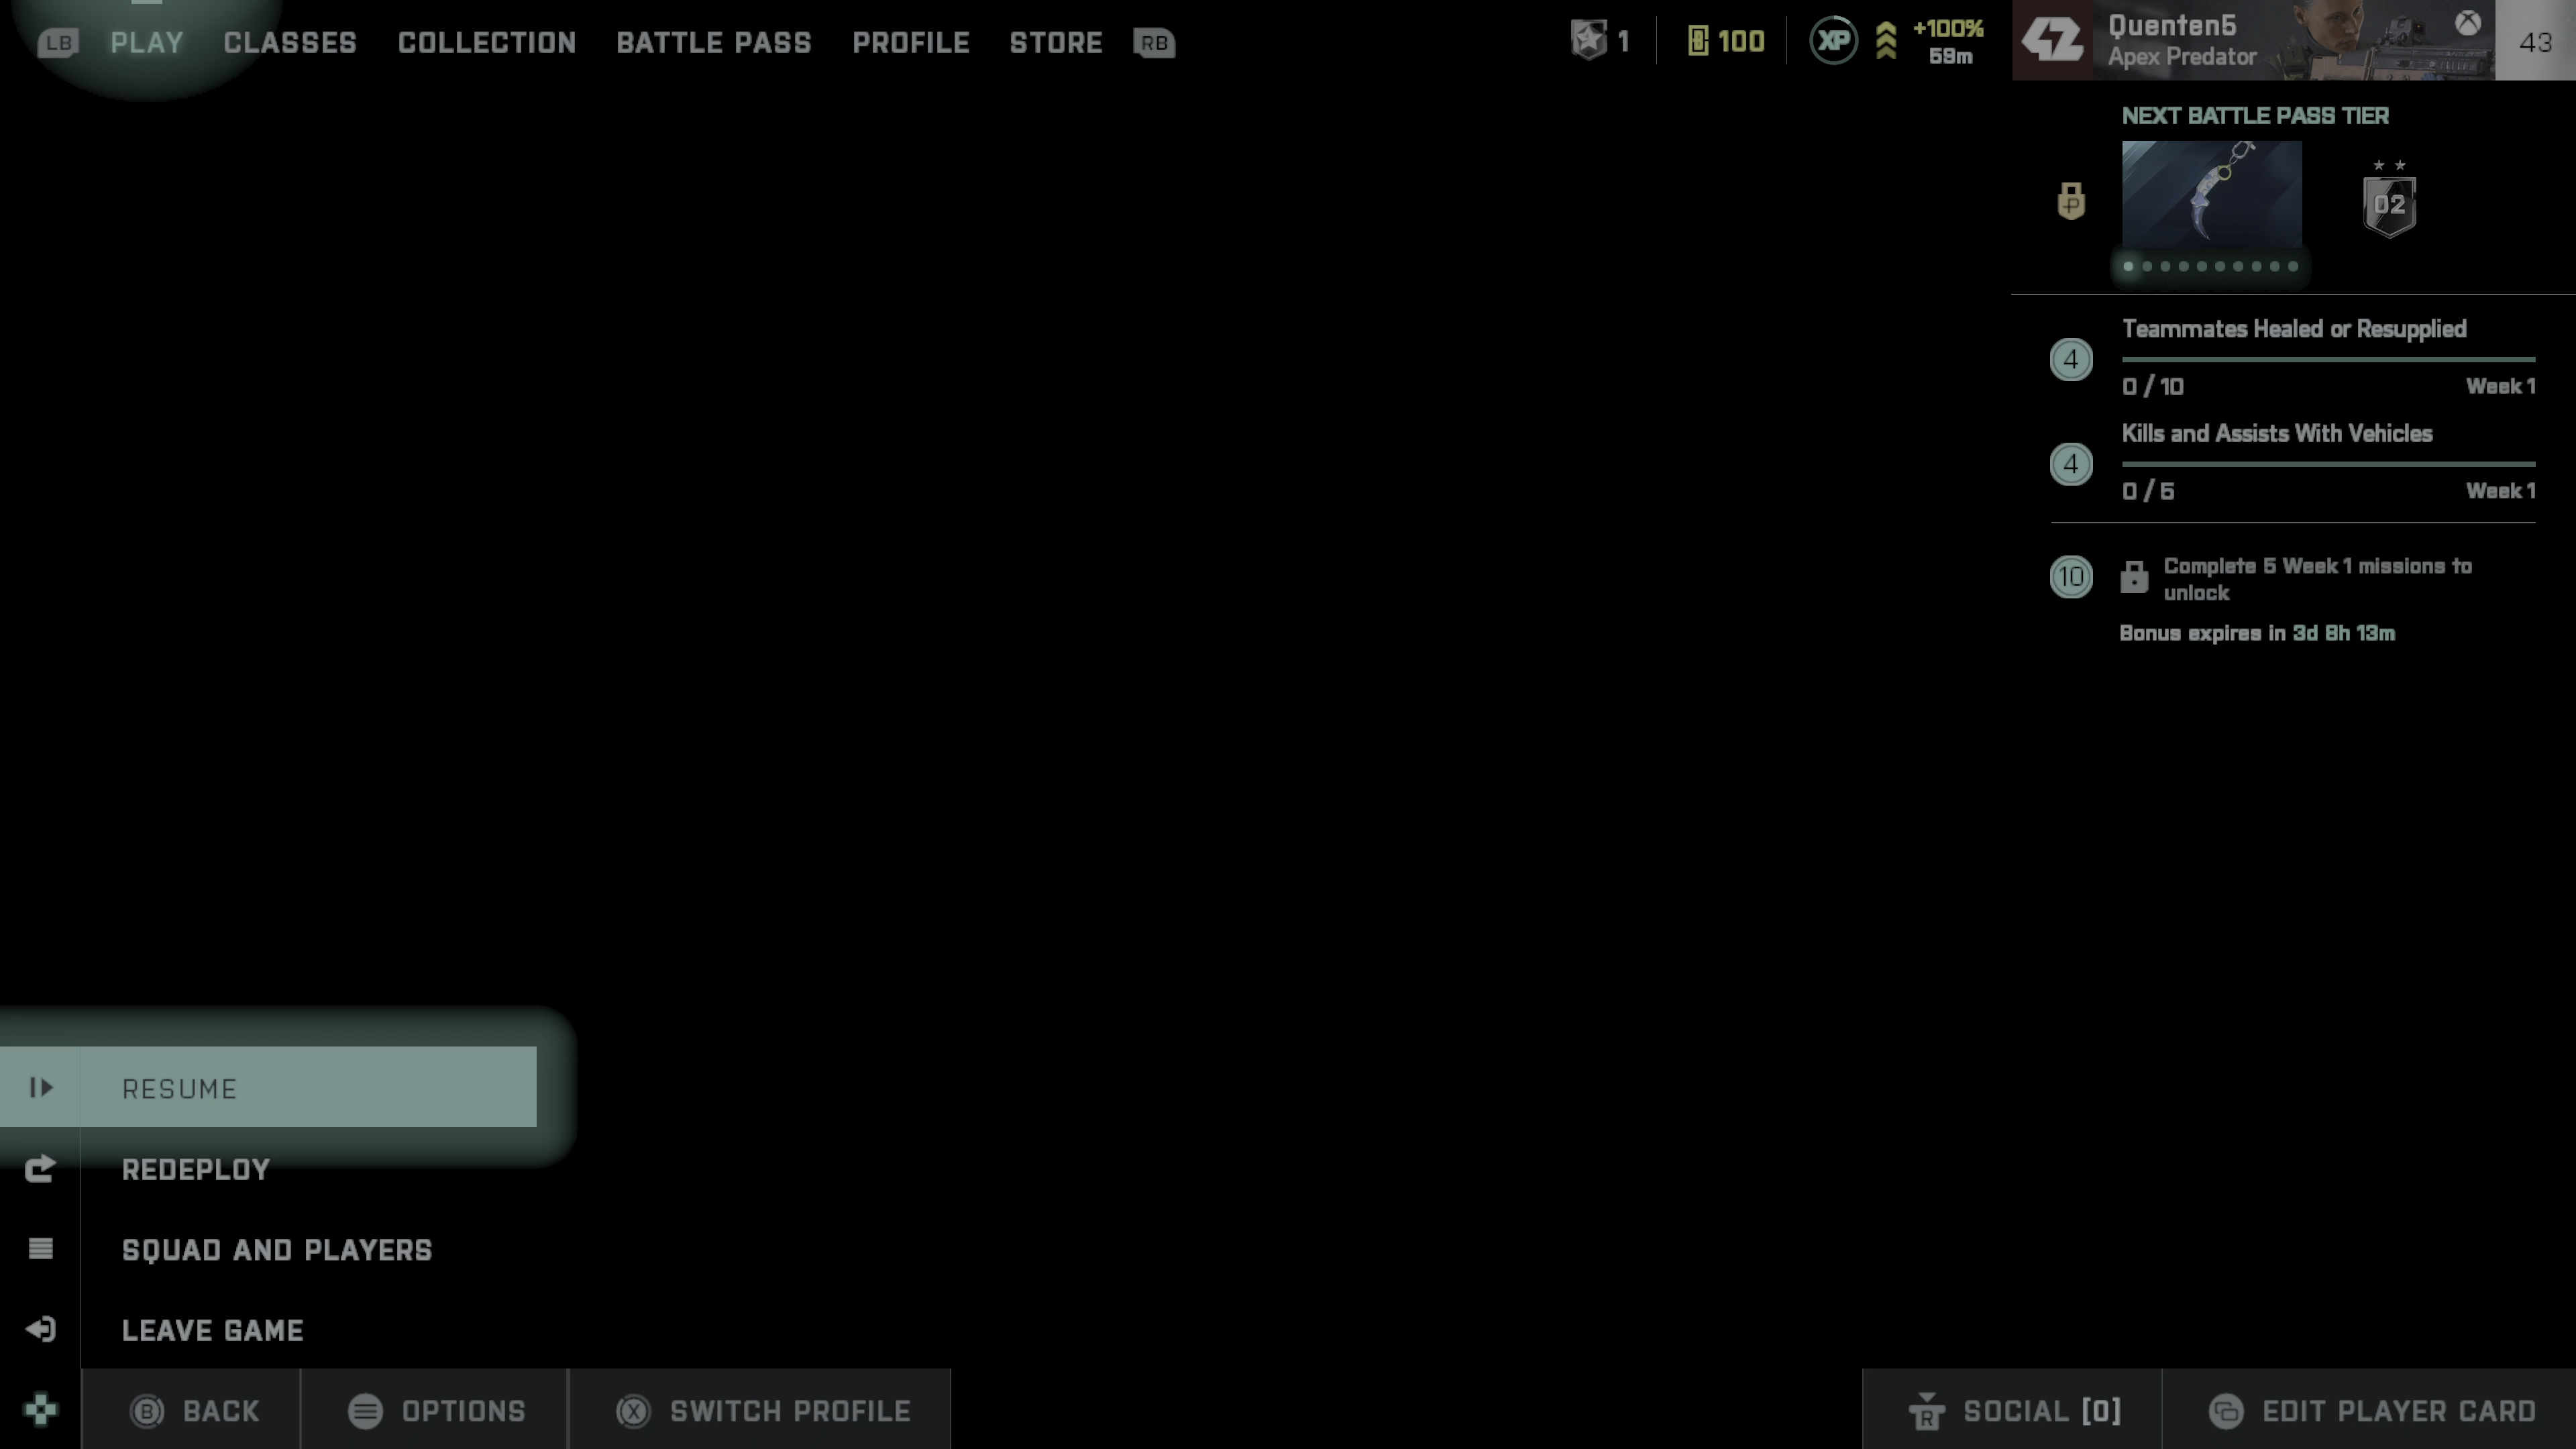 LB PLAY CLASSES COLLECTION BATTLE PASS PROFILE STORE RB
1
100
XP
+100%
59m
42
Quenten5
Apex Predator
43
NEXT BATTLE PASS TIER
P
02
Teammates Healed or Resupplied
4
0 / 10 Week 1
Kills and Assists With Vehicles
4
0 / 5 Week 1
10
Complete 5 Week 1 missions to
unlock
Bonus expires in 3d 8h 13m
RESUME
REDEPLOY
SQUAD AND PLAYERS
LEAVE GAME
B BACK
OPTIONS
X SWITCH PROFILE
R SOCIAL [0]
EDIT PLAYER CARD